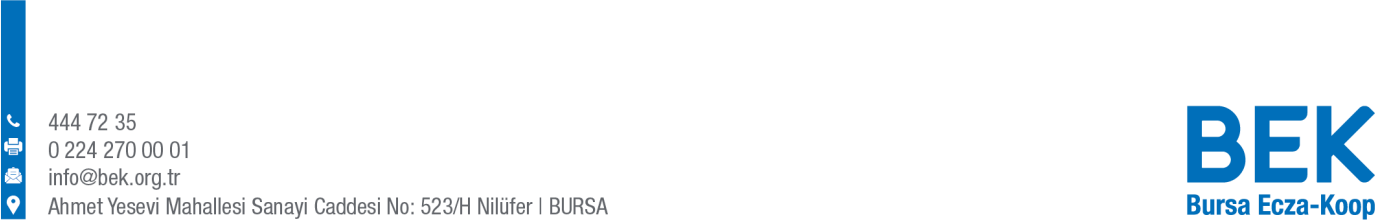 444 72 35
0 224 270 00 01
info@bek.org.tr
Ahmet Yesevi Mahallesi Sanayi Caddesi No: 523/H Nilüfer | BURSA
BEK
Bursa Ecza-Koop